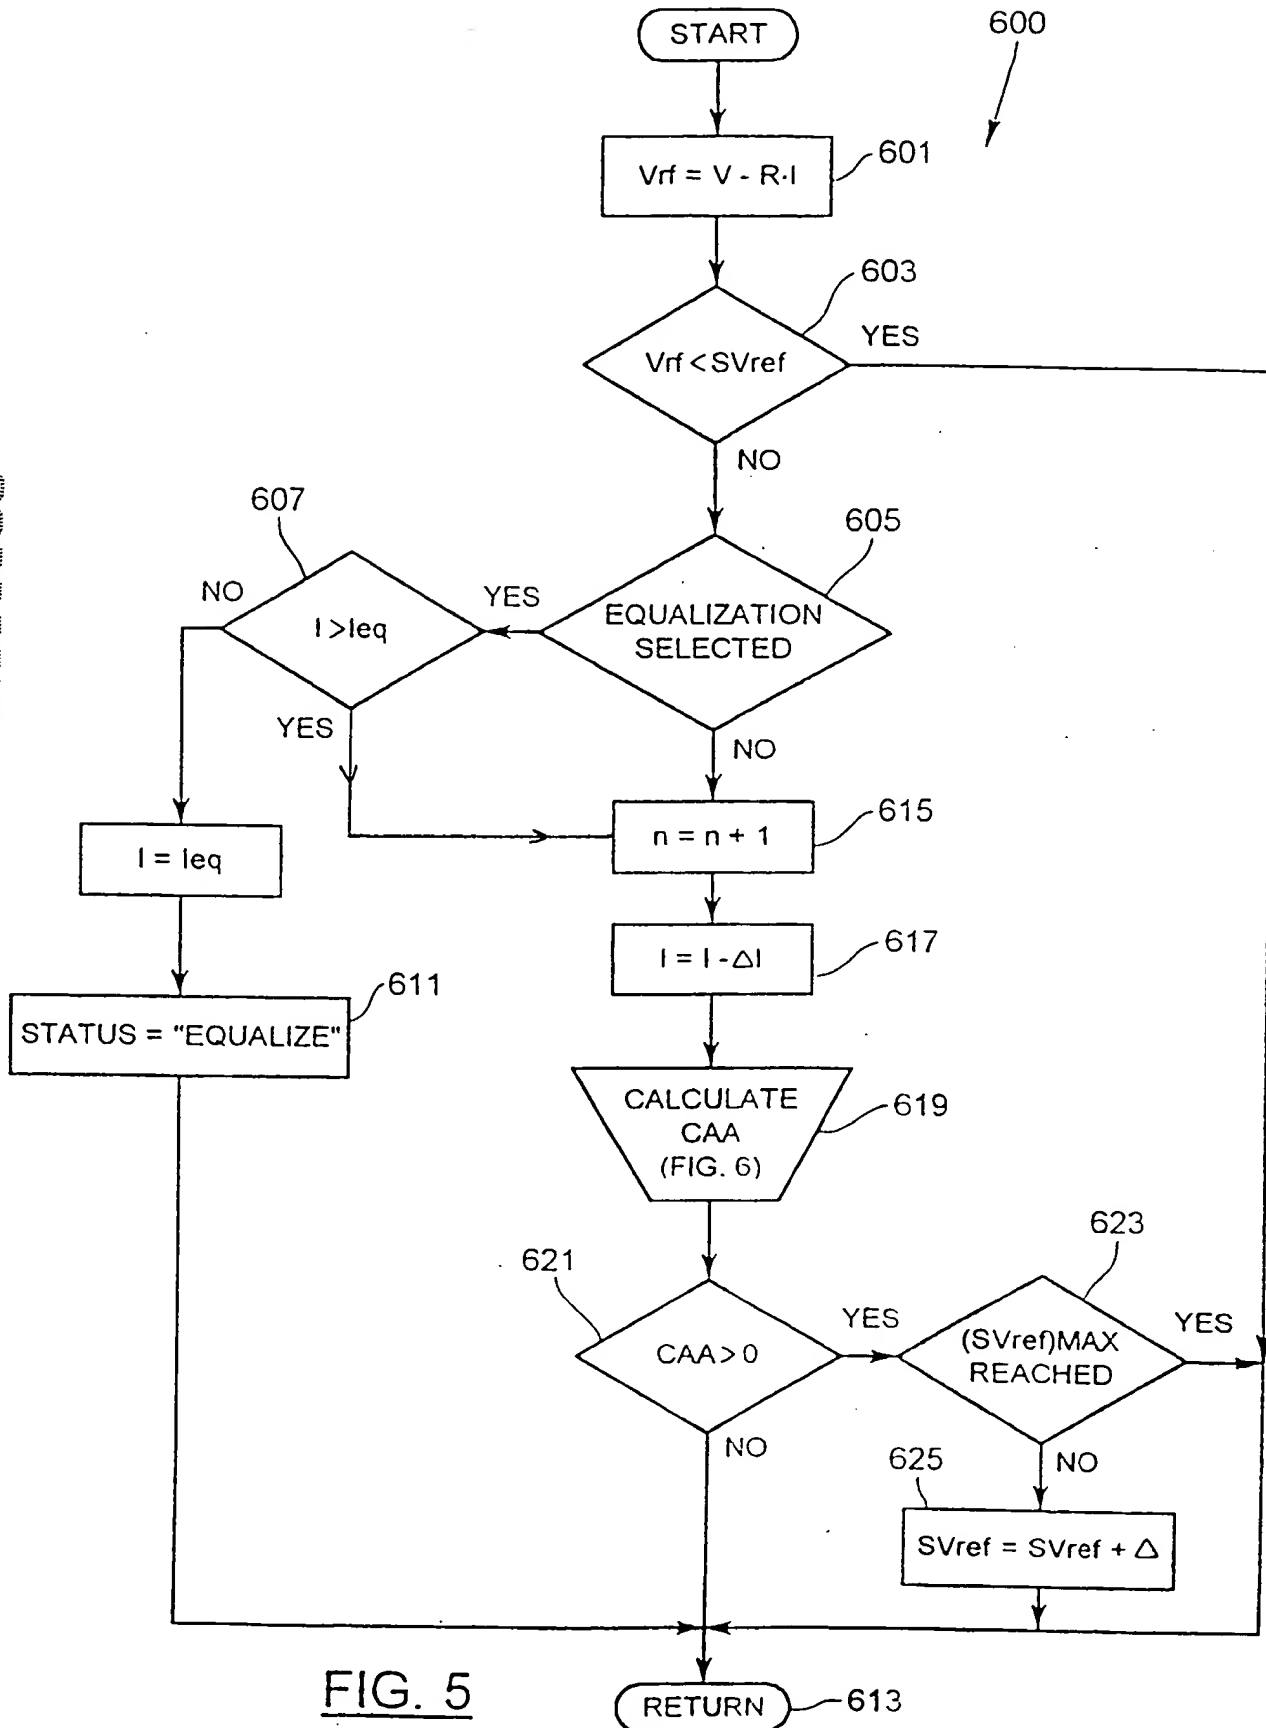 START
600
Vrf = V - R·I
601
603
Vrf < SVref
YES
NO
607
605
NO
I > Ieq
YES
EQUALIZATION
SELECTED
YES
NO
I = Ieq
n = n + 1
615
I = I - ΔI
617
611
STATUS = "EQUALIZE"
CALCULATE
CAA
(FIG. 6)
619
621
623
CAA > 0
YES
(SVref)MAX
REACHED
YES
NO
NO
625
SVref = SVref + Δ
FIG. 5
RETURN
613